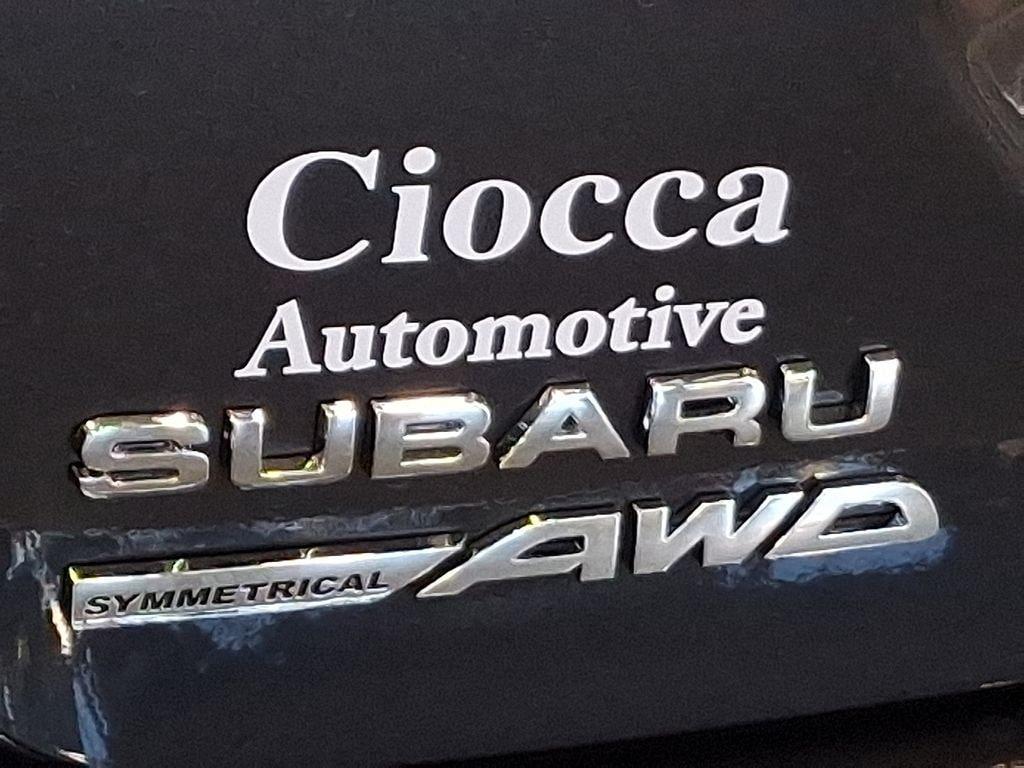 Ciocca
Automotive
SUBARU
SYMMETRICAL AWD